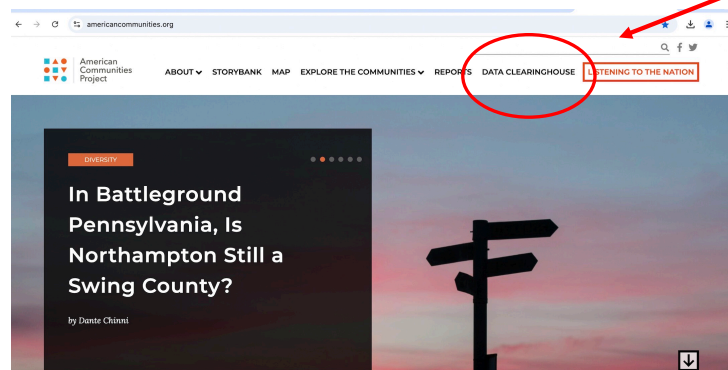 americancommunities.org
American
Communities
Project
ABOUT STORYBANK MAP EXPLORE THE COMMUNITIES REPORTS DATA CLEARINGHOUSE LISTENING TO THE NATION
DIVERSITY
In Battleground
Pennsylvania, Is
Northampton Still a
Swing County?
by Dante Chinni